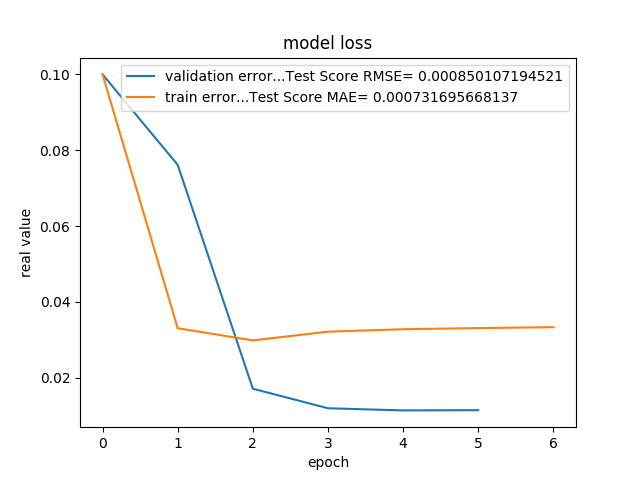 model loss
validation error...Test Score RMSE= 0.000850107194521
train error...Test Score MAE= 0.000731695668137
0.10
0.08
0.06
0.04
0.02
real value
0 1 2 3 4 5 6
epoch